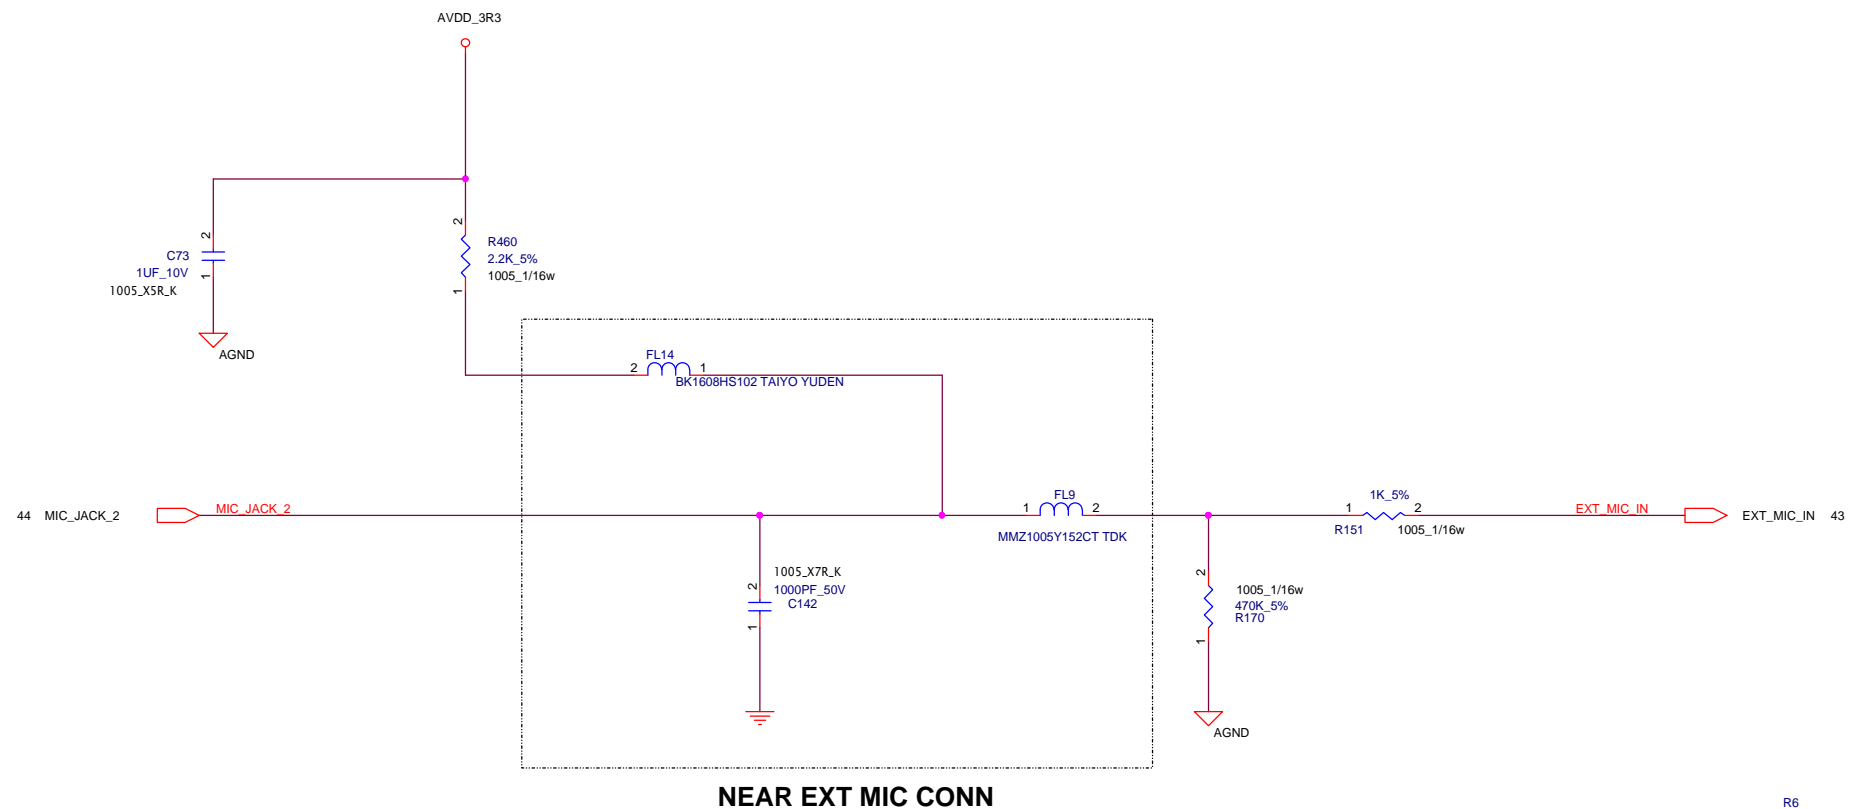 AVDD_3R3
2
C73
1UF_10V
1
1005_X5R_K
AGND
2
R460
2.2K_5%
1005_1/16w
1
FL14
2
1
BK1608HS102 TAIYO YUDEN
44 MIC_JACK_2
MIC_JACK_2
FL9
1
2
MMZ1005Y152CT TDK
1K_5%
1
2
R151
1005_1/16w
EXT_MIC_IN
EXT_MIC_IN 43
1005_X7R_K
2
1000PF_50V
C142
1
2
1005_1/16w
470K_5%
R170
1
AGND
NEAR EXT MIC CONN
R6